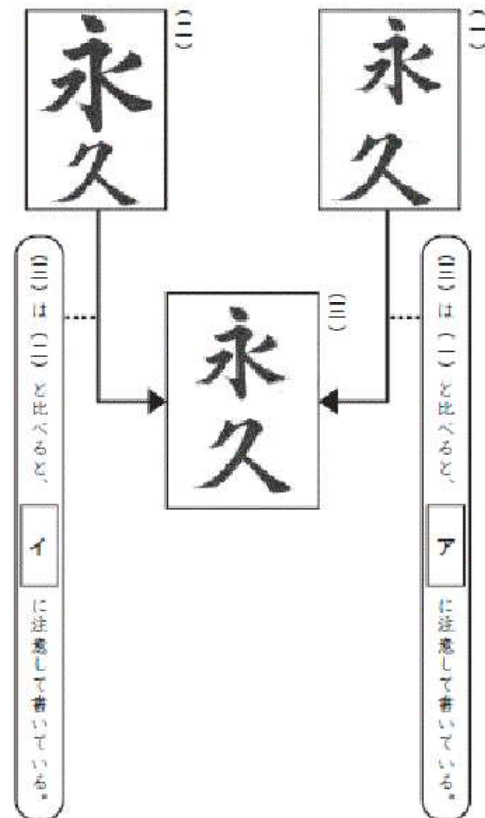 (一)
永久
(三)は(一)と比べると、
ア
に注意して書いている。
(三)
永久
(二)
永久
(三)は(二)と比べると、
イ
に注意して書いている。